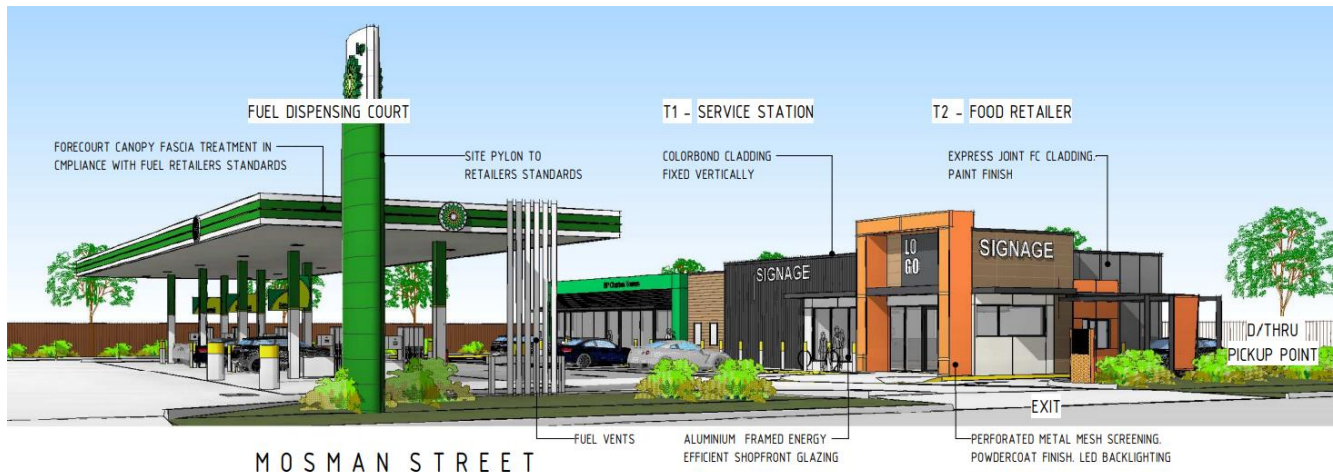 bp
FUEL DISPENSING COURT
T1 - SERVICE STATION
T2 - FOOD RETAILER
FORECOURT CANOPY FASCIA TREATMENT IN
CMPLIANCE WITH FUEL RETAILERS STANDARDS
SITE PYLON TO
RETAILERS STANDARDS
COLORBOND CLADDING
FIXED VERTICALLY
EXPRESS JOINT FC CLADDING.
PAINT FINISH
SIGNAGE
LO
GO
SIGNAGE
D/THRU
PICKUP POINT
EXIT
FUEL VENTS
ALUMINIUM FRAMED ENERGY
EFFICIENT SHOPFRONT GLAZING
PERFORATED METAL MESH SCREENING.
POWDERCOAT FINISH. LED BACKLIGHTING
MOSMAN STREET